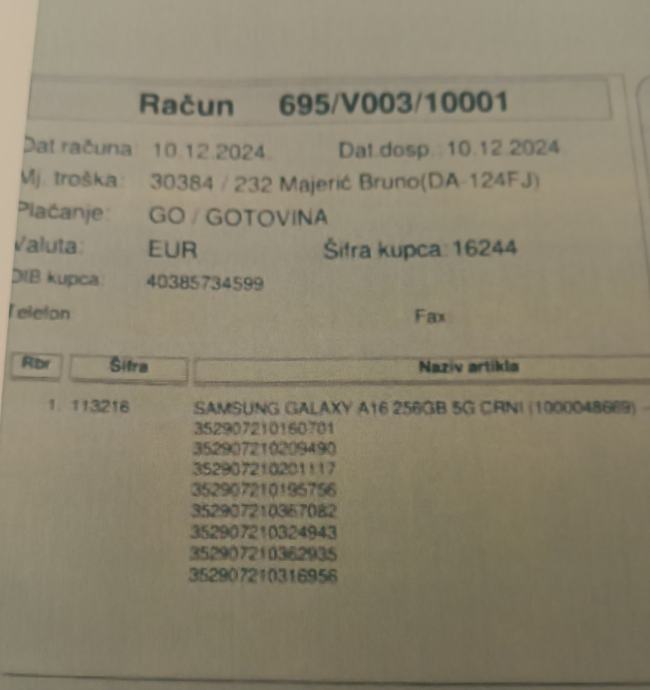 Račun 695/V003/10001
Dat.računa: 10.12.2024. Dat.dosp.: 10.12.2024
Mj. troška: 30384 / 232 Majerić Bruno(DA-124FJ)
Plaćanje: GO / GOTOVINA
Valuta: EUR Šifra kupca: 16244
OIB kupca: 40385734599
Telefon Fax
Rbr Šifra Naziv artikla
1. 113216 SAMSUNG GALAXY A16 256GB 5G CRNI (1000048669) -
352907210160701
352907210209490
352907210201117
352907210195756
352907210367082
352907210324943
352907210362935
352907210316956